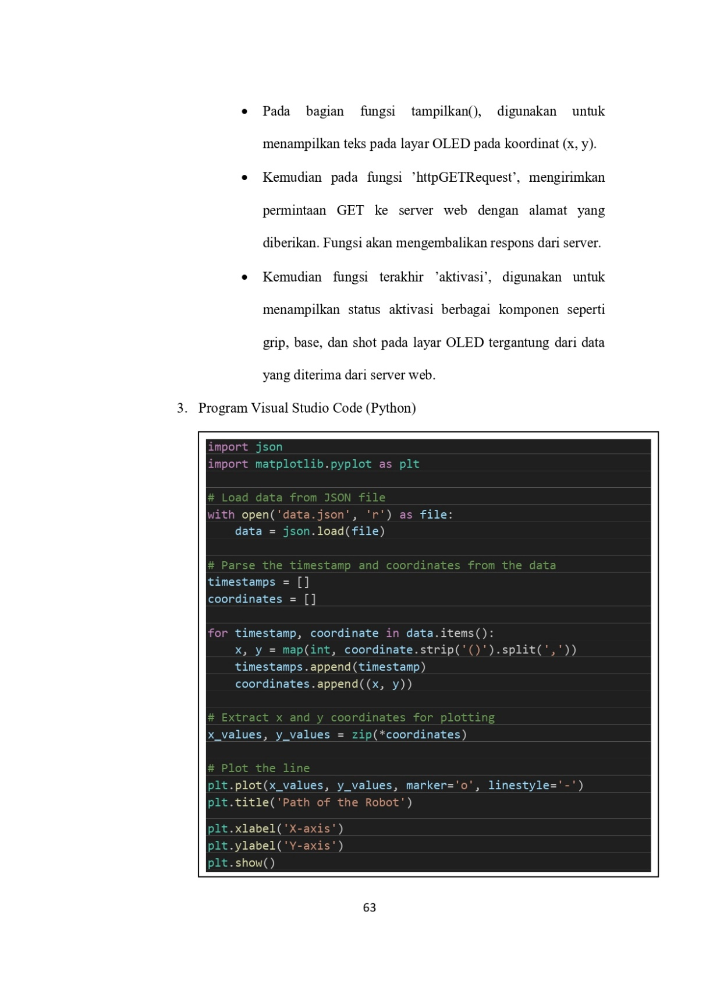 • Pada bagian fungsi tampilkan(), digunakan untuk
menampilkan teks pada layar OLED pada koordinat (x, y).
• Kemudian pada fungsi ’httpGETRequest’, mengirimkan
permintaan GET ke server web dengan alamat yang
diberikan. Fungsi akan mengembalikan respons dari server.
• Kemudian fungsi terakhir ’aktivasi’, digunakan untuk
menampilkan status aktivasi berbagai komponen seperti
grip, base, dan shot pada layar OLED tergantung dari data
yang diterima dari server web.
3. Program Visual Studio Code (Python)
import json
import matplotlib.pyplot as plt
# Load data from JSON file
with open('data.json', 'r') as file:
    data = json.load(file)
# Parse the timestamp and coordinates from the data
timestamps = []
coordinates = []
for timestamp, coordinate in data.items():
    x, y = map(int, coordinate.strip('()').split(','))
    timestamps.append(timestamp)
    coordinates.append((x, y))
# Extract x and y coordinates for plotting
x_values, y_values = zip(*coordinates)
# Plot the line
plt.plot(x_values, y_values, marker='o', linestyle='-')
plt.title('Path of the Robot')
plt.xlabel('X-axis')
plt.ylabel('Y-axis')
plt.show()
63